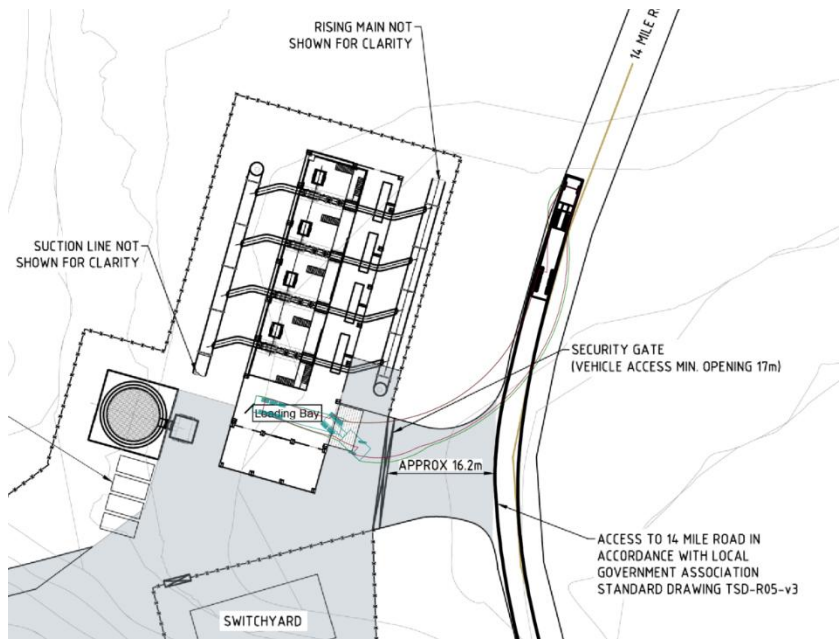 RISING MAIN NOT
SHOWN FOR CLARITY
14 MILE
SUCTION LINE NOT
SHOWN FOR CLARITY
SECURITY GATE
(VEHICLE ACCESS MIN. OPENING 17m)
Loading Bay
APPROX 16.2m
ACCESS TO 14 MILE ROAD IN
ACCORDANCE WITH LOCAL
GOVERNMENT ASSOCIATION
STANDARD DRAWING TSD-R05-v3
SWITCHYARD